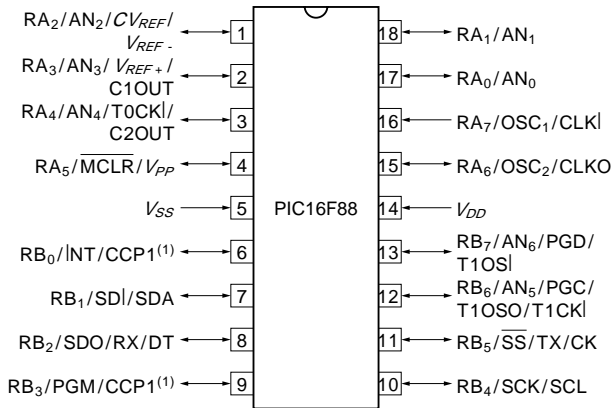 RA2/AN2/CVREF/
VREF -
1
18
RA1/AN1
RA3/AN3/VREF+/
C1OUT
2
17
RA0/AN0
RA4/AN4/T0CKI/
C2OUT
3
16
RA7/OSC1/CLKI
RA5/MCLR/VPP
4
15
RA6/OSC2/CLKO
VSS
5
PIC16F88
14
VDD
RB0/INT/CCP1(1)
6
13
RB7/AN6/PGD/
T1OSI
RB1/SDI/SDA
7
12
RB6/AN5/PGC/
T1OSO/T1CKI
RB2/SDO/RX/DT
8
11
RB5/SS/TX/CK
RB3/PGM/CCP1(1)
9
10
RB4/SCK/SCL